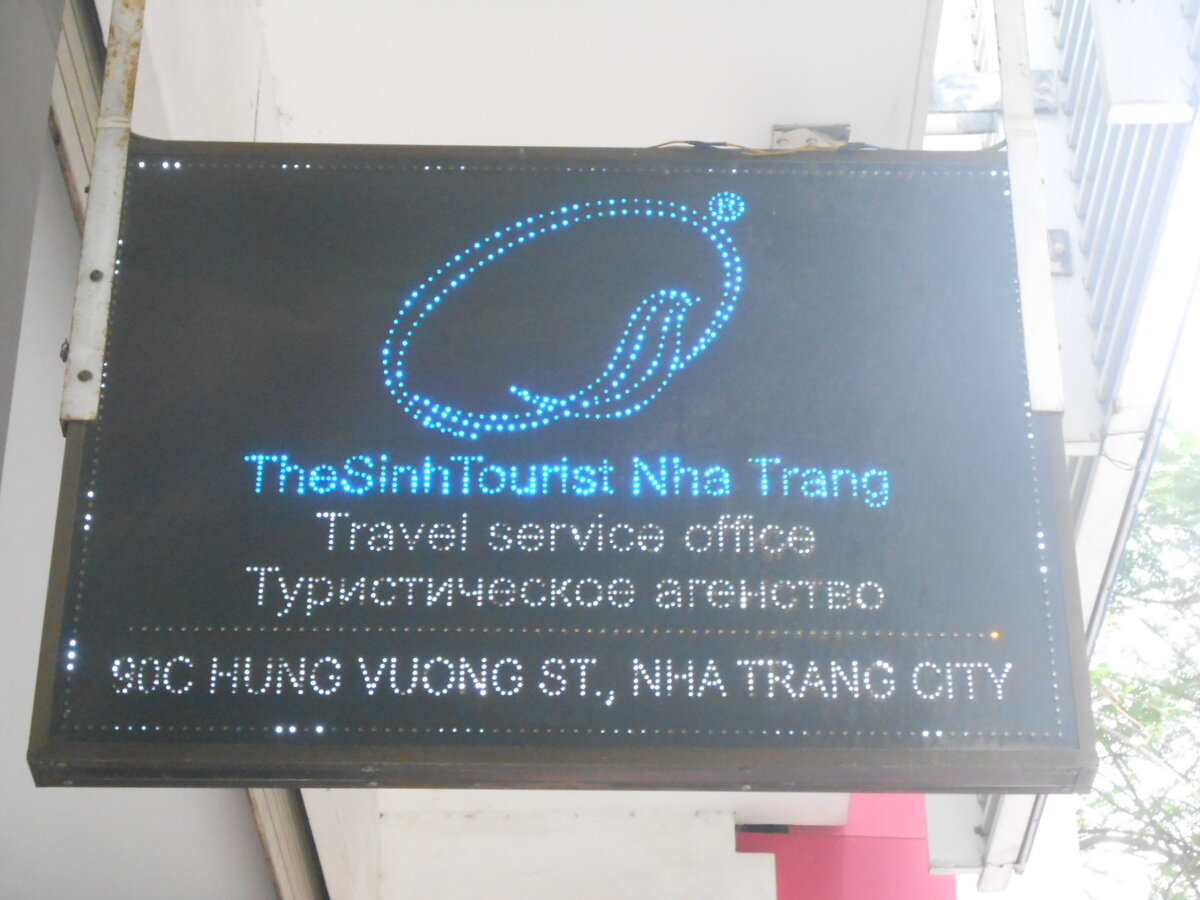 ®
TheSinhTourist Nha Trang
Travel service office
Туристическое агенство
90C HUNG VUONG ST., NHA TRANG CITY